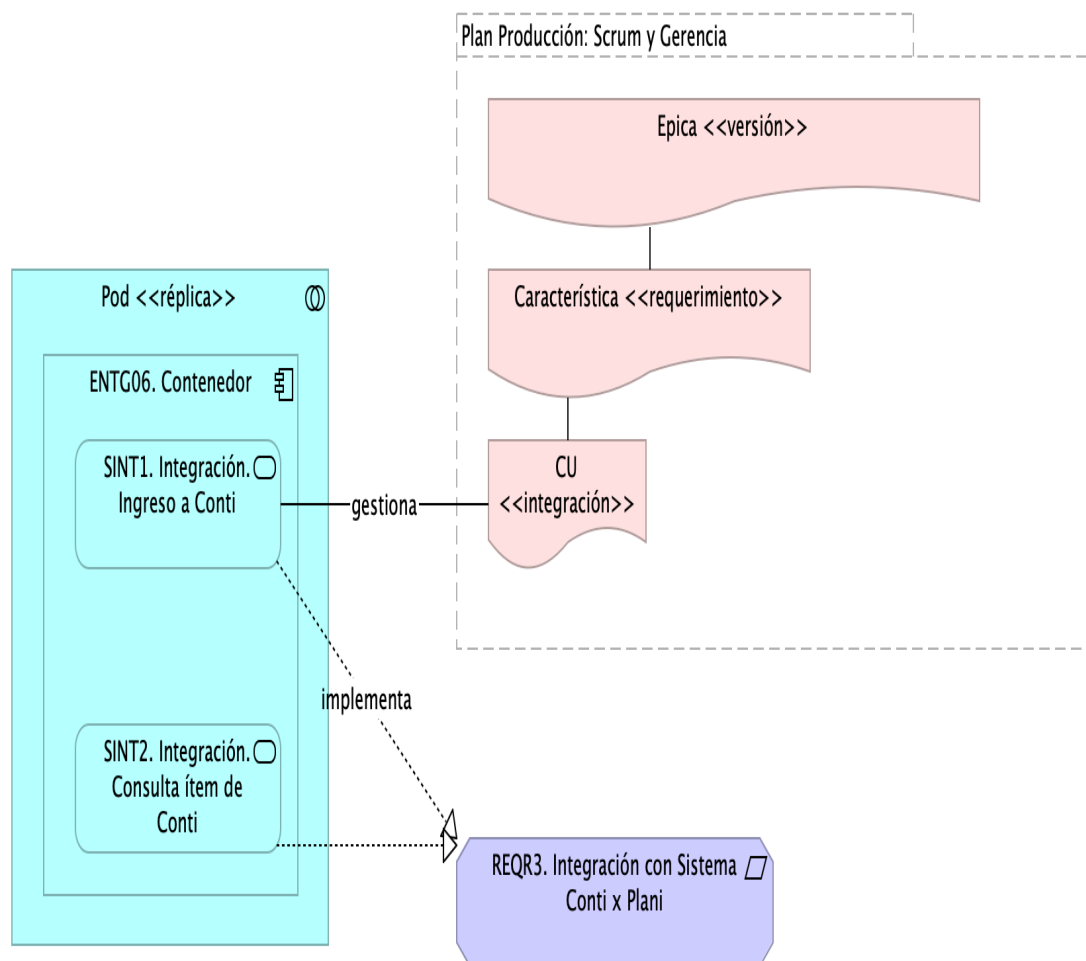 Plan Producción: Scrum y Gerencia
Epica <<versión>>
Característica <<requerimiento>>
CU
<<integración>>
Pod <<réplica>>
ENTG06. Contenedor
SINT1. Integración.
Ingreso a Conti
gestiona
implementa
SINT2. Integración.
Consulta ítem de
Conti
REQR3. Integración con Sistema
Conti x Plani